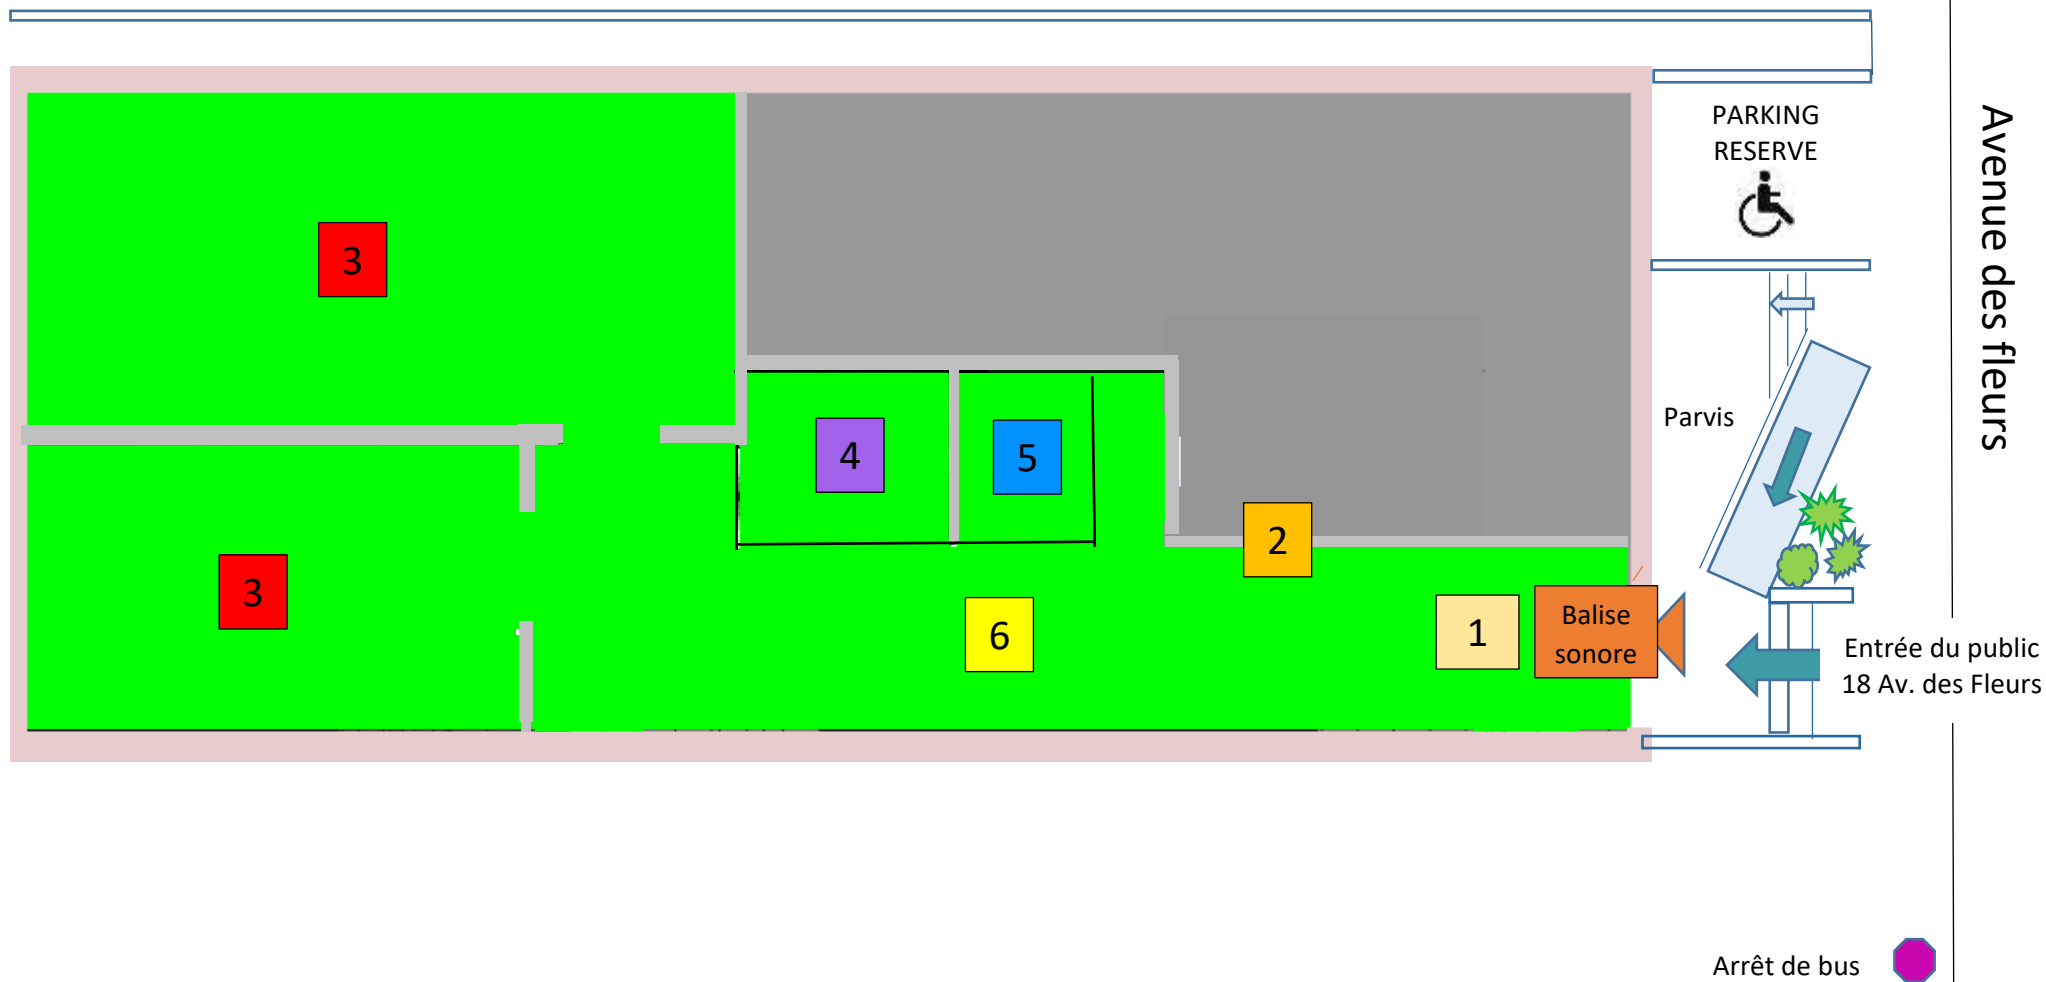 PARKING
RESERVE
Avenue des fleurs
3
Parvis
4
5
2
3
6
1
Balise
sonore
Entrée du public
18 Av. des Fleurs
Arrêt de bus